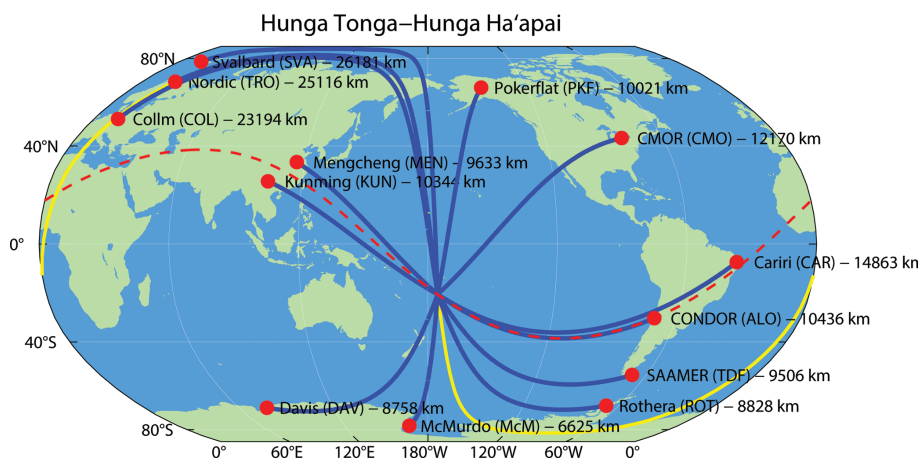 Hunga Tonga–Hunga Ha‘apai
80°N
Svalbard (SVA) – 26181 km
Nordic (TRO) – 25116 km
Pokerflat (PKF) – 10021 km
Collm (COL) – 23194 km
CMOR (CMO) – 12170 km
40°N
Mengcheng (MEN) – 9633 km
Kunming (KUN) – 10344 km
0°
Cariri (CAR) – 14863 km
CONDOR (ALO) – 10436 km
40°S
SAAMER (TDF) – 9506 km
Davis (DAV) – 8758 km
Rothera (ROT) – 8828 km
80°S
McMurdo (McM) – 6625 km
0° 60°E 120°E 180°W 120°W 60°W 0°